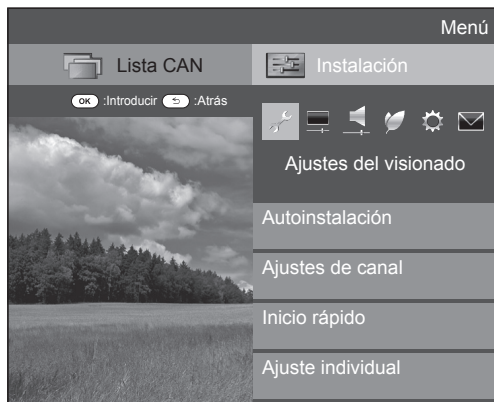 Menú
Lista CAN
Instalación
OK :Introducir :Atrás
Ajustes del visionado
Autoinstalación
Ajustes de canal
Inicio rápido
Ajuste individual